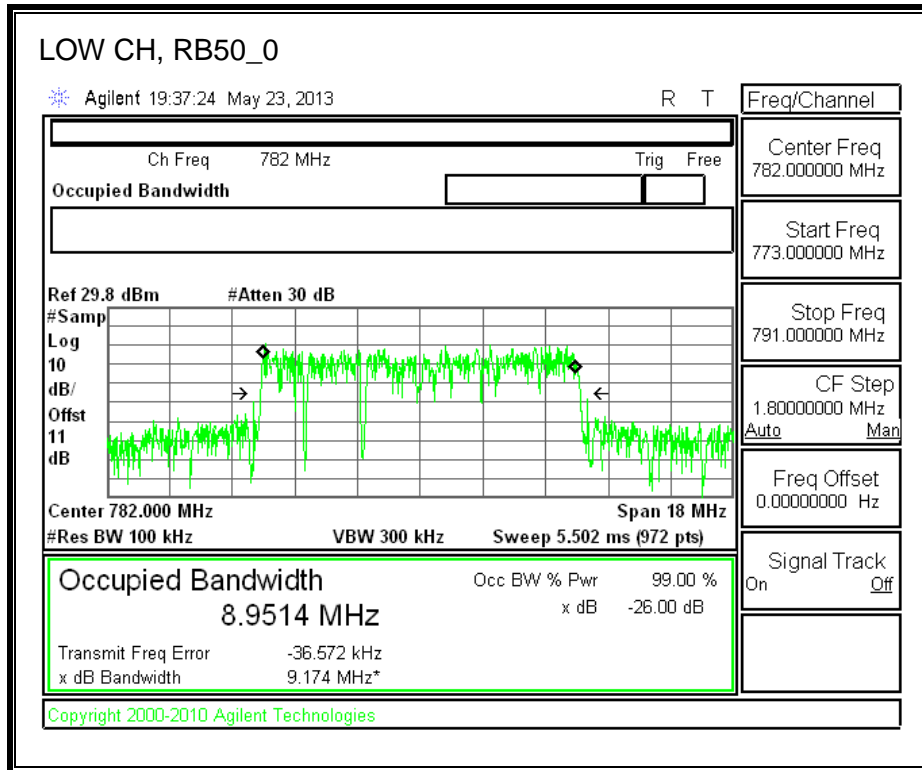 LOW CH, RB50_0
Agilent 19:37:24 May 23, 2013 R T
Freq/Channel
Ch Freq 782 MHz Trig Free
Occupied Bandwidth
Center Freq
782.000000 MHz
Start Freq
773.000000 MHz
Stop Freq
791.000000 MHz
CF Step
1.80000000 MHz
Auto Man
Freq Offset
0.00000000 Hz
Signal Track
On Off
Ref 29.8 dBm #Atten 30 dB
#Samp
Log
10
dB/
Offst
11
dB
Center 782.000 MHz Span 18 MHz
#Res BW 100 kHz VBW 300 kHz Sweep 5.502 ms (972 pts)
Occupied Bandwidth
8.9514 MHz
Occ BW % Pwr 99.00 %
x dB -26.00 dB
Transmit Freq Error -36.572 kHz
x dB Bandwidth 9.174 MHz*
Copyright 2000-2010 Agilent Technologies